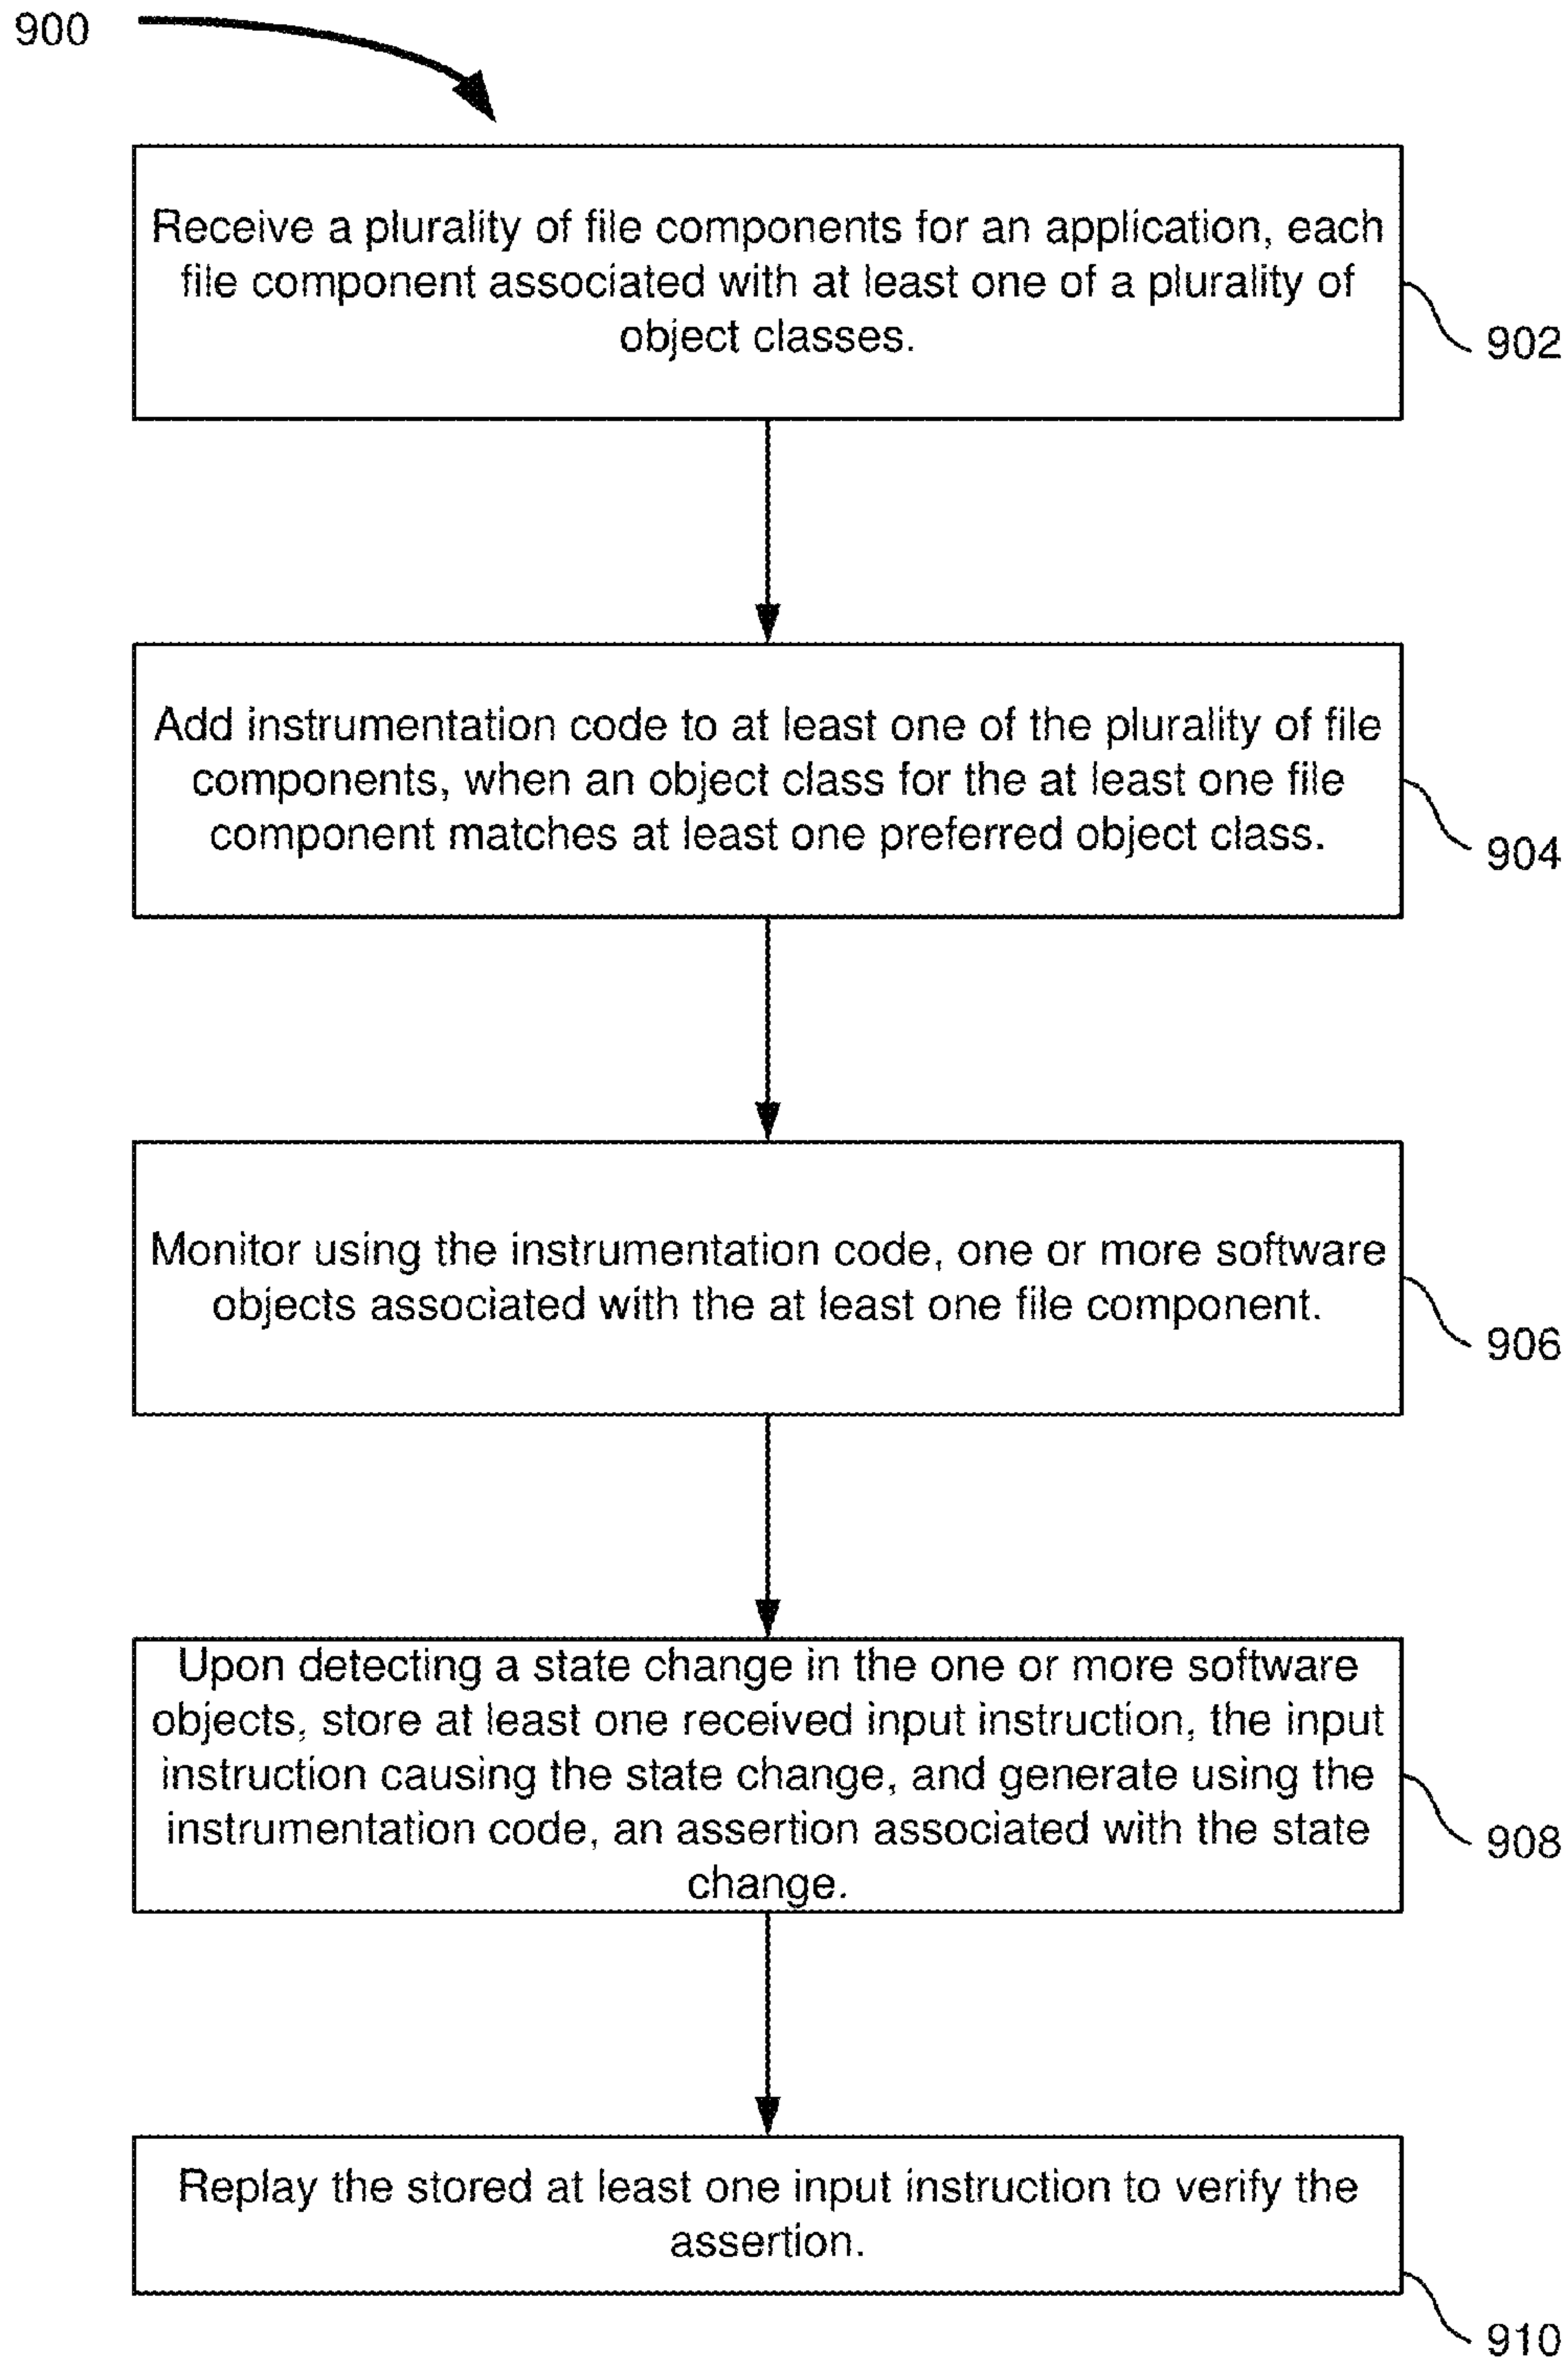 900
Receive a plurality of file components for an application, each
file component associated with at least one of a plurality of
object classes.
902
Add instrumentation code to at least one of the plurality of file
components, when an object class for the at least one file
component matches at least one preferred object class.
904
Monitor using the instrumentation code, one or more software
objects associated with the at least one file component.
906
Upon detecting a state change in the one or more software
objects, store at least one received input instruction, the input
instruction causing the state change, and generate using the
instrumentation code, an assertion associated with the state
change.
908
Replay the stored at least one input instruction to verify the
assertion.
910